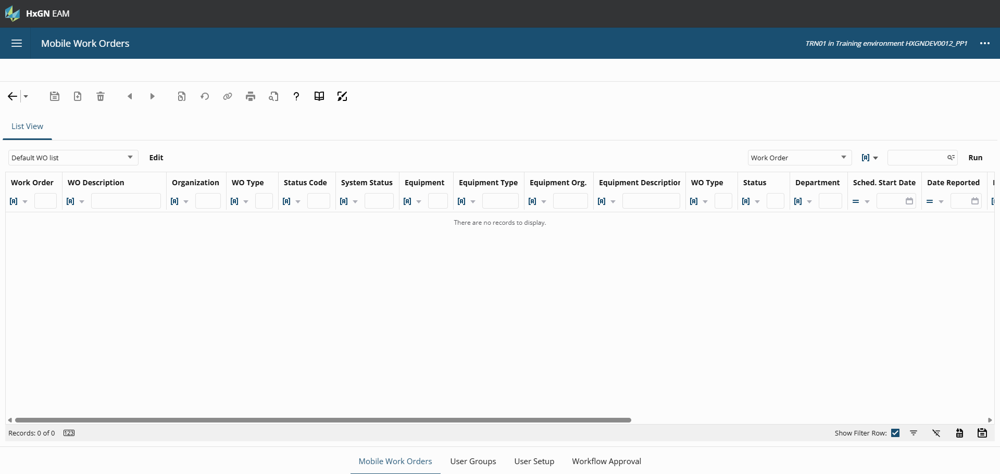 HxGN EAM
Mobile Work Orders
TRN01 in Training environment HXGNDEV0012_PP1
List View
Default WO list
Edit
Work Order
Run
Work Order
WO Description
Organization
WO Type
Status Code
System Status
Equipment
Equipment Type
Equipment Org.
Equipment Description
WO Type
Status
Department
Sched. Start Date
Date Reported
There are no records to display.
Records: 0 of 0
123
Show Filter Row:
Mobile Work Orders
User Groups
User Setup
Workflow Approval